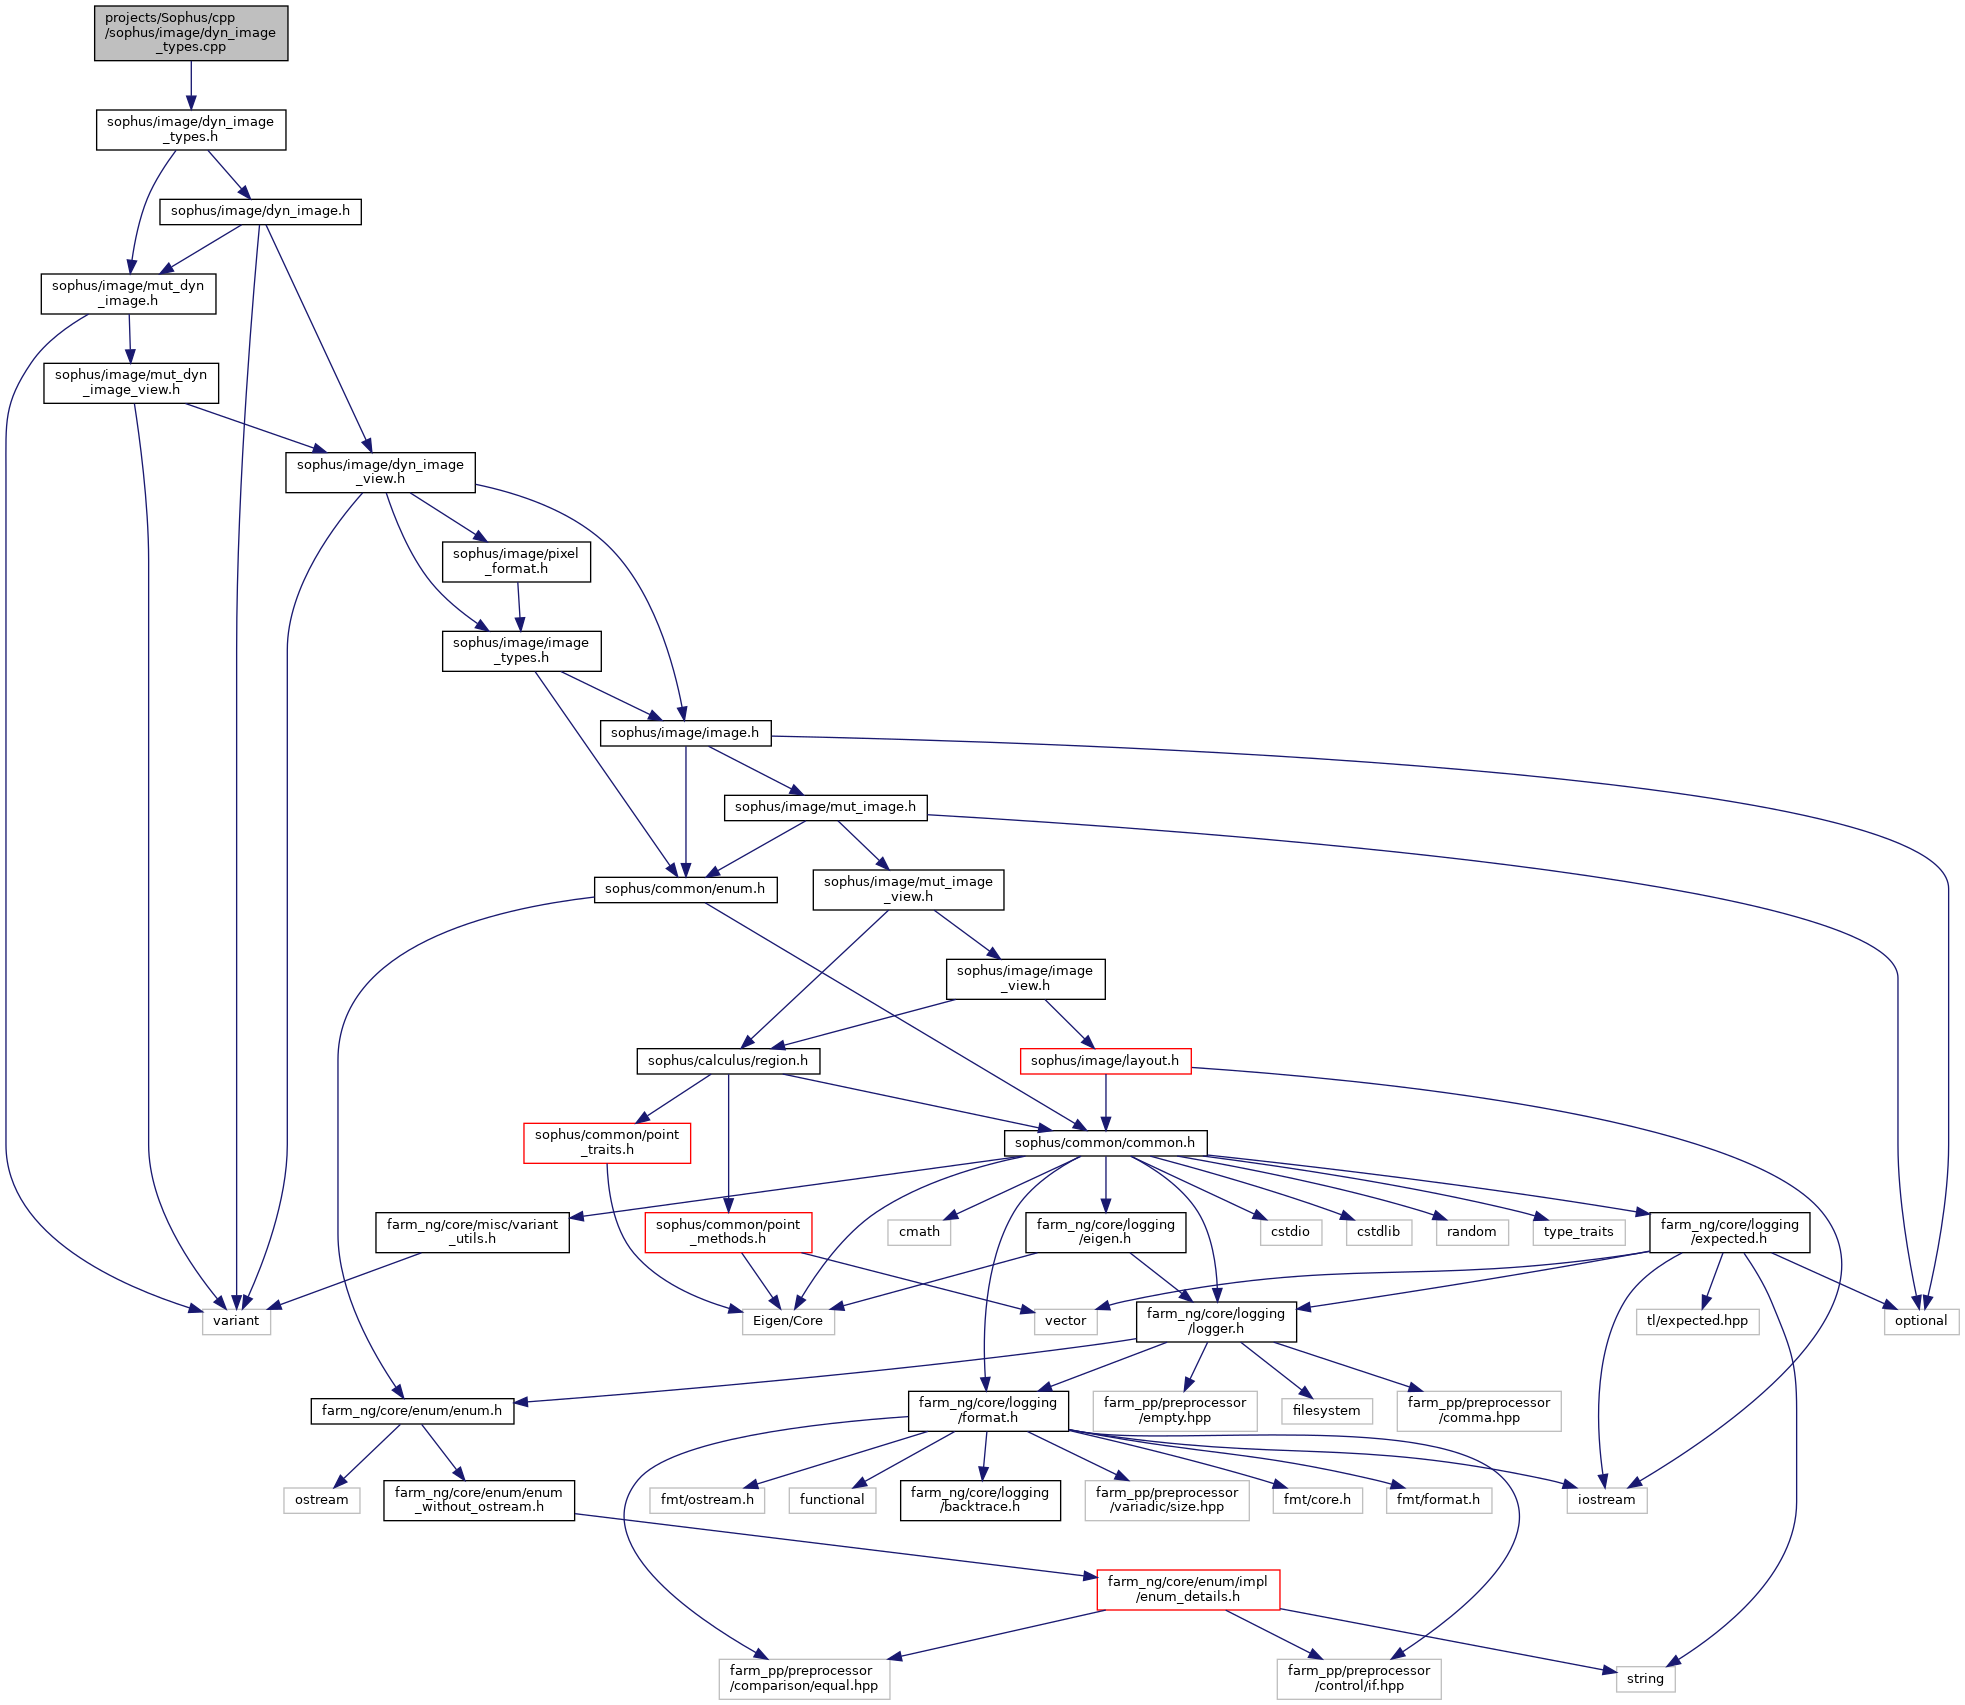 projects/Sophus/cpp
/sophus/image/dyn_image
_types.cpp
sophus/image/dyn_image
_types.h
sophus/image/dyn_image.h
sophus/image/mut_dyn
_image.h
sophus/image/mut_dyn
_image_view.h
sophus/image/dyn_image
_view.h
sophus/image/pixel
_format.h
sophus/image/image
_types.h
sophus/image/image.h
sophus/image/mut_image.h
sophus/common/enum.h
sophus/image/mut_image
_view.h
sophus/image/image
_view.h
sophus/calculus/region.h
sophus/image/layout.h
sophus/common/point
_traits.h
sophus/common/common.h
farm_ng/core/misc/variant
_utils.h
sophus/common/point
_methods.h
cmath
farm_ng/core/logging
/eigen.h
cstdio
cstdlib
random
type_traits
farm_ng/core/logging
/expected.h
variant
Eigen/Core
vector
farm_ng/core/logging
/logger.h
tl/expected.hpp
optional
farm_ng/core/enum/enum.h
farm_ng/core/logging
/format.h
farm_pp/preprocessor
/empty.hpp
filesystem
farm_pp/preprocessor
/comma.hpp
ostream
farm_ng/core/enum/enum
_without_ostream.h
fmt/ostream.h
functional
farm_ng/core/logging
/backtrace.h
farm_pp/preprocessor
/variadic/size.hpp
fmt/core.h
fmt/format.h
iostream
farm_ng/core/enum/impl
/enum_details.h
farm_pp/preprocessor
/comparison/equal.hpp
farm_pp/preprocessor
/control/if.hpp
string